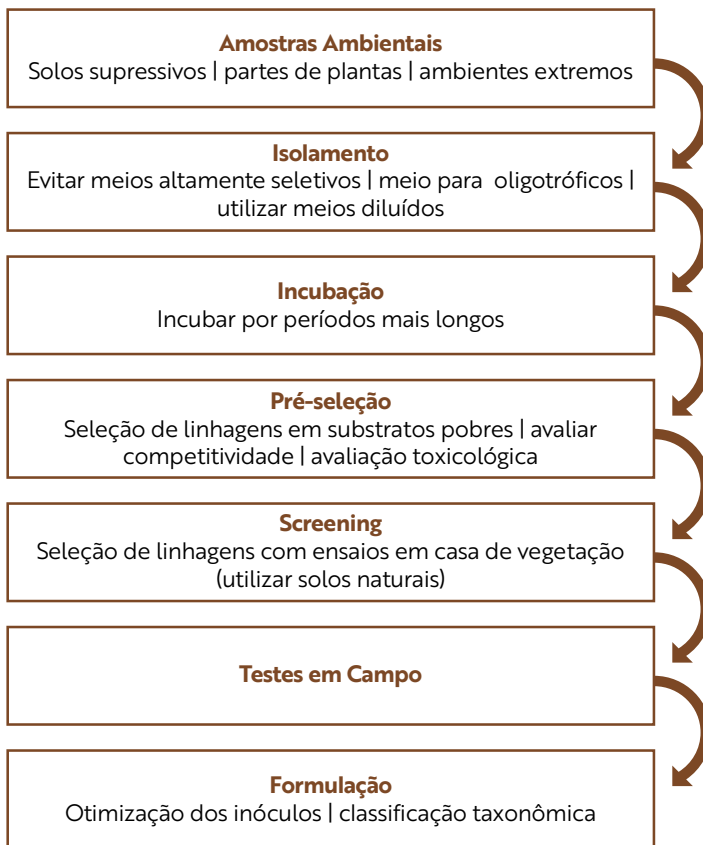 Amostras Ambientais
Solos supressivos | partes de plantas | ambientes extremos
Isolamento
Evitar meios altamente seletivos | meio para oligotróficos |
utilizar meios diluídos
Incubação
Incubar por períodos mais longos
Pré-seleção
Seleção de linhagens em substratos pobres | avaliar
competitividade | avaliação toxicológica
Screening
Seleção de linhagens com ensaios em casa de vegetação
(utilizar solos naturais)
Testes em Campo
Formulação
Otimização dos inóculos | classificação taxonômica